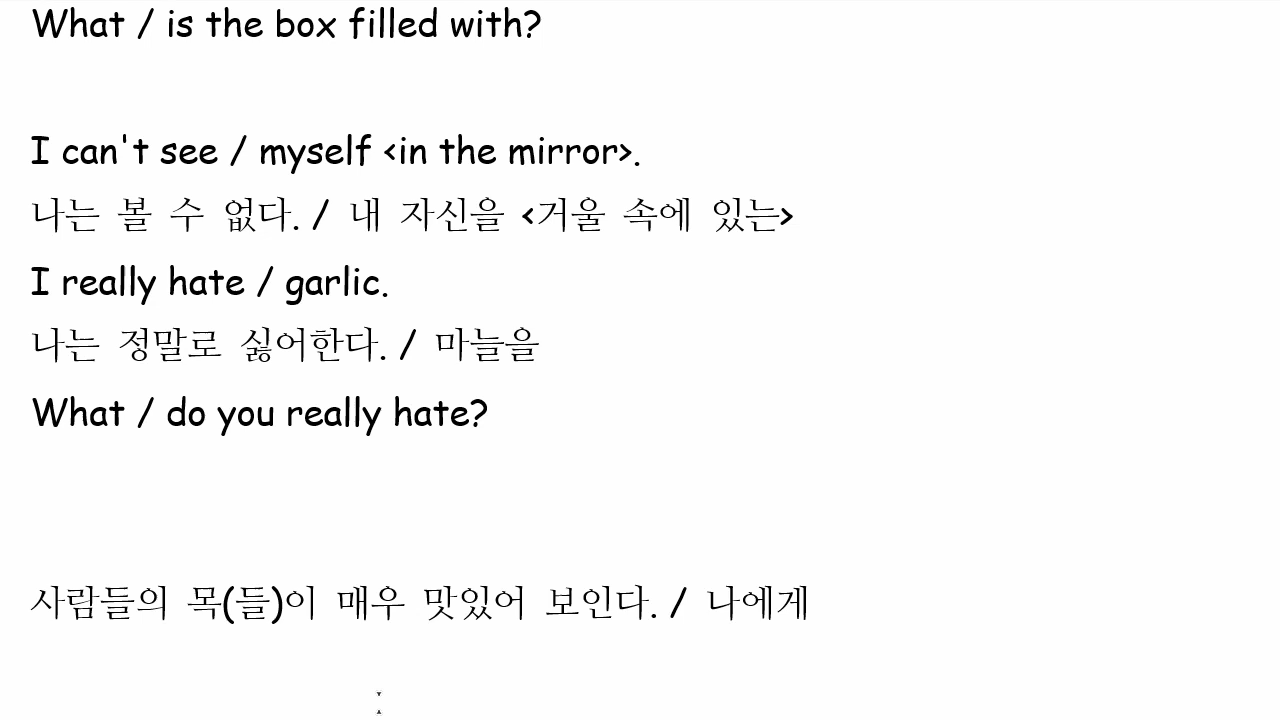 What / is the box filled with?
I can't see / myself <in the mirror>.
나는 볼 수 없다. / 내 자신을 <거울 속에 있는>
I really hate / garlic.
나는 정말로 싫어한다. / 마늘을
What / do you really hate?
사람들의 목(들)이 매우 맛있어 보인다. / 나에게